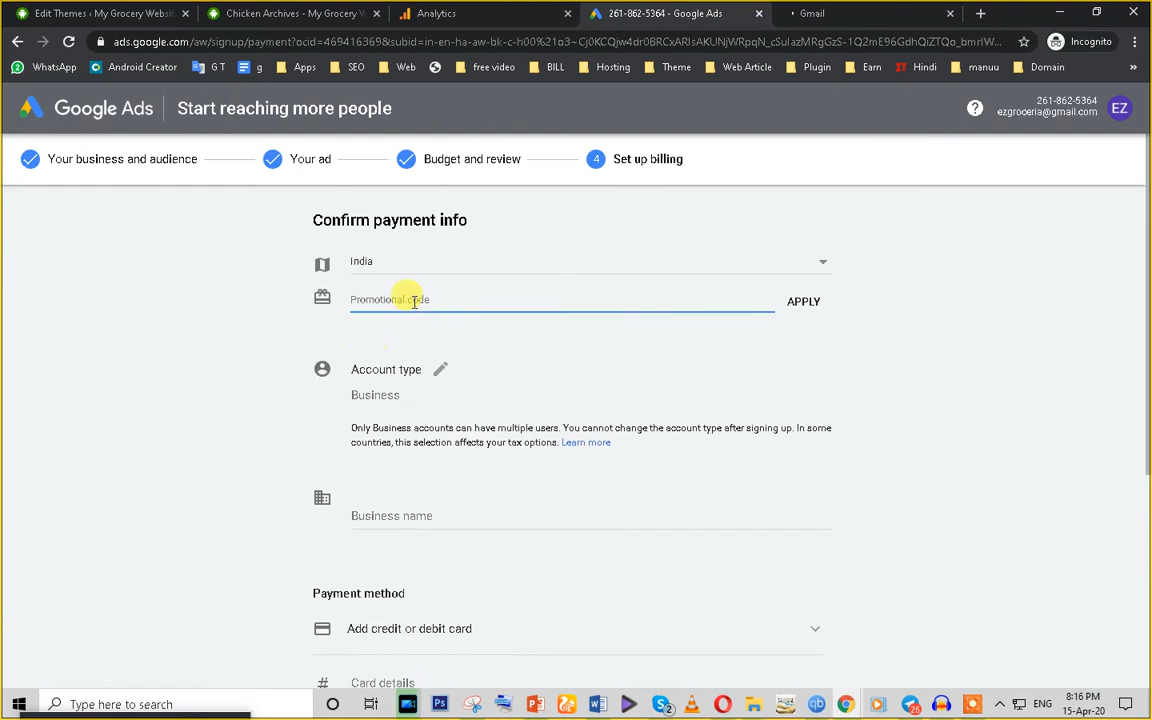 Edit Themes ‹ My Grocery Websit
Chicken Archives - My Grocery W
Analytics
261-862-5364 - Google Ads
Gmail
ads.google.com/aw/signup/payment?ocid=469416369&subid=in-en-ha-aw-bk-c-h00%21o3~Cj0KCQjw4dr0BRCxARIsAKUNjWRpqN_cSulazMRgGzS-1Q2mE96GdhQiZTQo_bmrlW...
Incognito
WhatsApp
Android Creator
G T
g
Apps
SEO
Web
free video
BILL
Hosting
Theme
Web Article
Plugin
Earn
IT Hindi
manuu
Domain
»
Google Ads
Start reaching more people
261-862-5364
ezgroceria@gmail.com
EZ
Your business and audience
Your ad
Budget and review
4 Set up billing
Confirm payment info
India
Promotional code
APPLY
Account type
Business
Only Business accounts can have multiple users. You cannot change the account type after signing up. In some
countries, this selection affects your tax options. Learn more
Business name
Payment method
Add credit or debit card
# Card details
Type here to search
ENG
8:16 PM
15-Apr-20